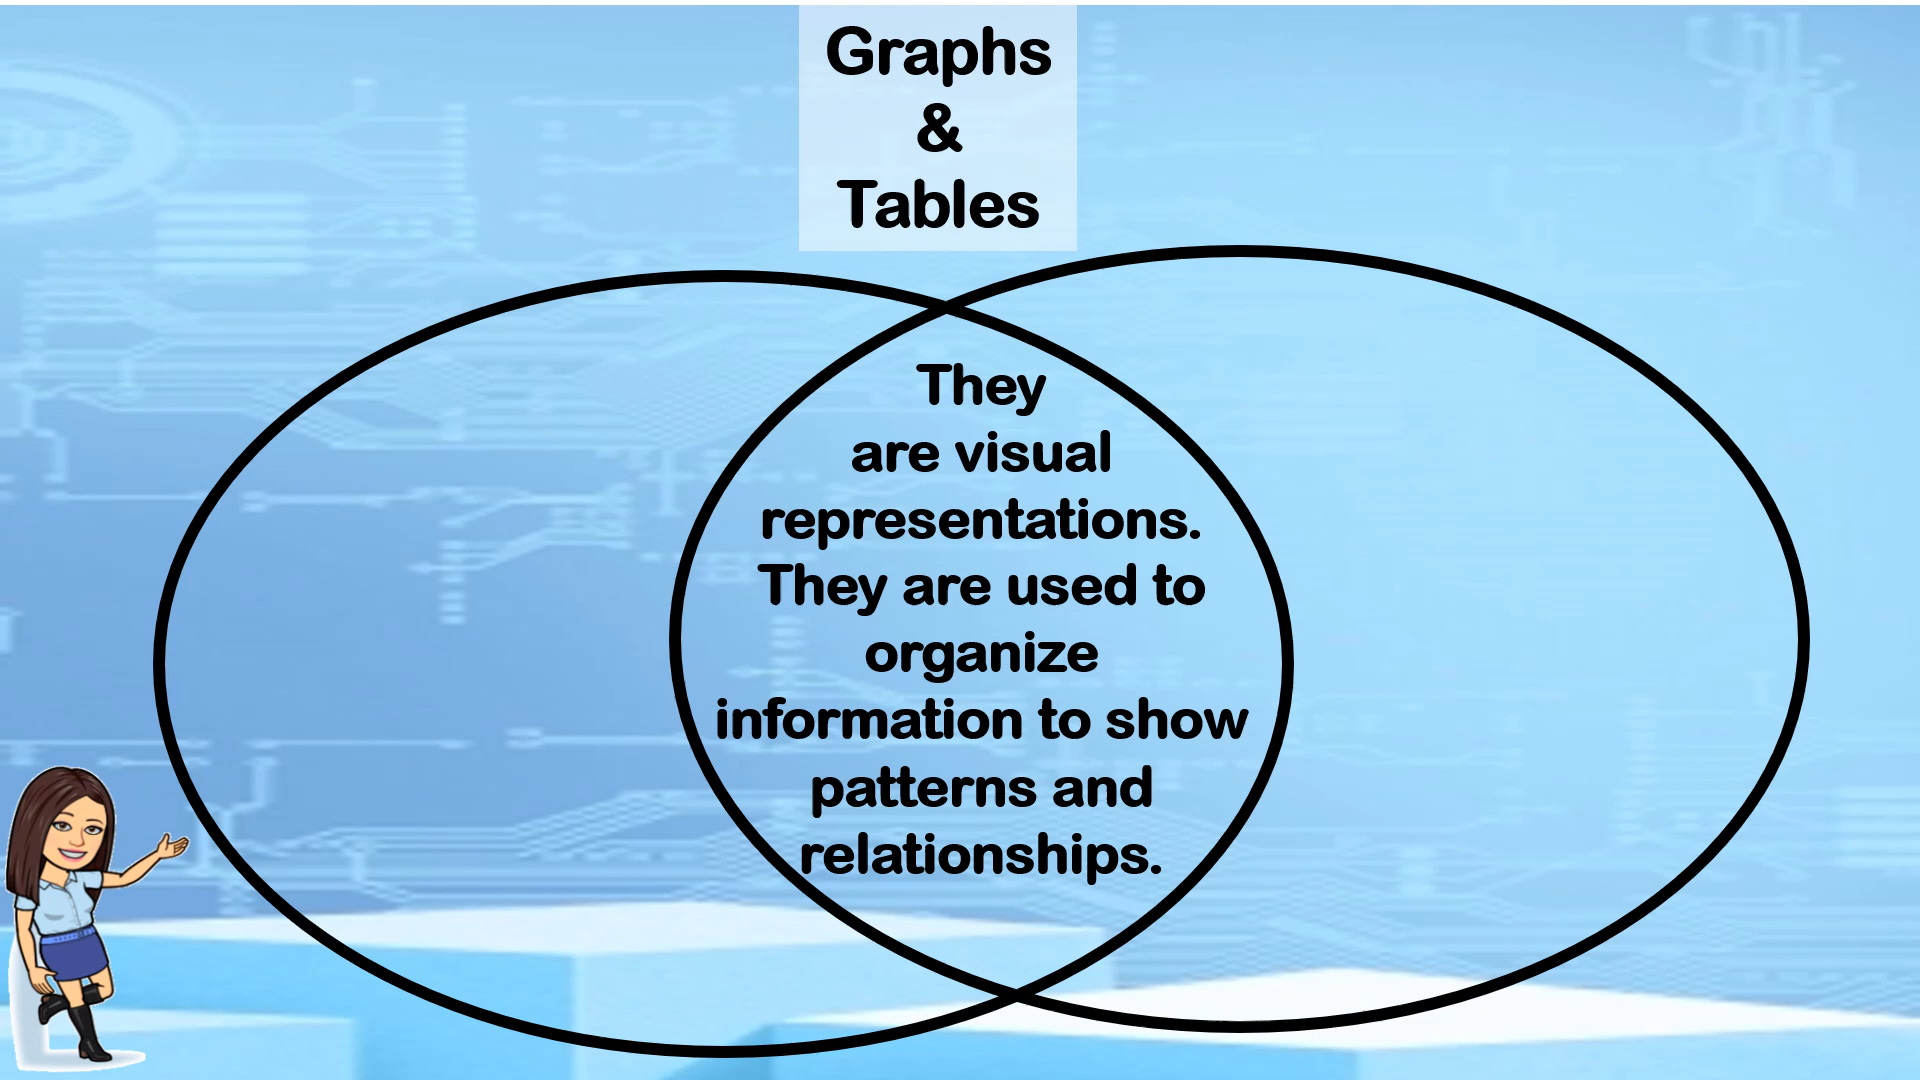 Graphs
&
Tables
They
are visual
representations.
They are used to
organize
information to show
patterns and
relationships.